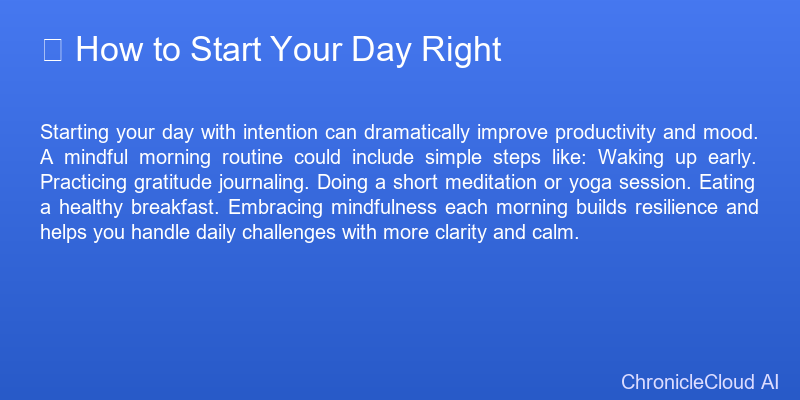 How to Start Your Day Right
Starting your day with intention can dramatically improve productivity and mood.
A mindful morning routine could include simple steps like: Waking up early.
Practicing gratitude journaling. Doing a short meditation or yoga session. Eating
a healthy breakfast. Embracing mindfulness each morning builds resilience and
helps you handle daily challenges with more clarity and calm.
ChronicleCloud AI